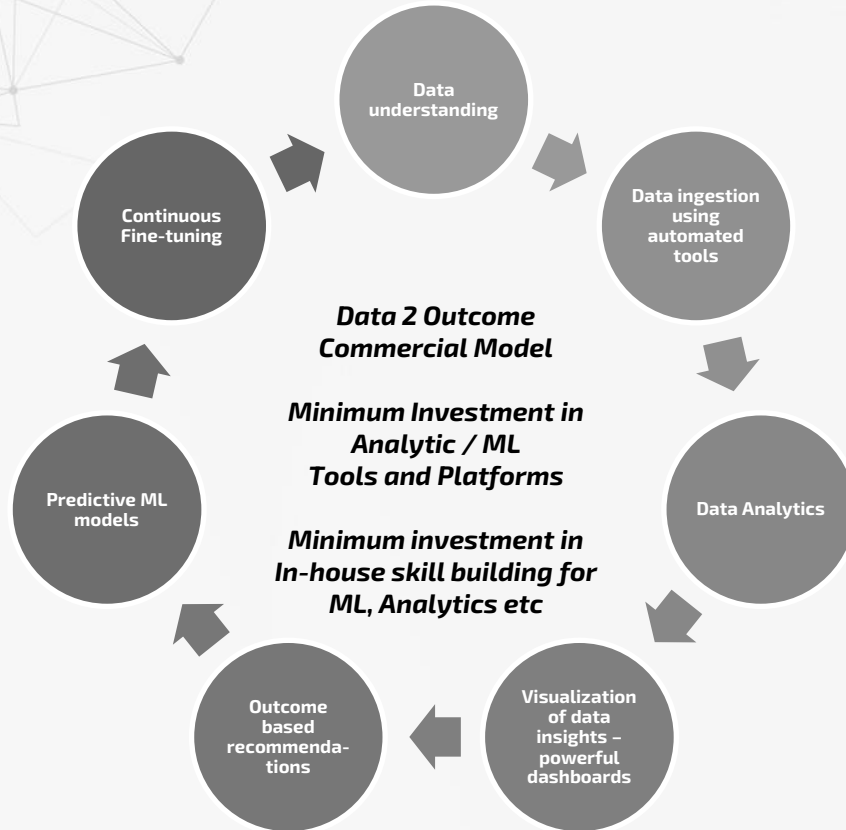 Data
understanding
Data ingestion
using
automated
tools
Data Analytics
Visualization
of data
insights –
powerful
dashboards
Outcome
based
recommenda-
tions
Predictive ML
models
Continuous
Fine-tuning
Data 2 Outcome
Commercial Model
Minimum Investment in
Analytic / ML
Tools and Platforms
Minimum investment in
In-house skill building for
ML, Analytics etc